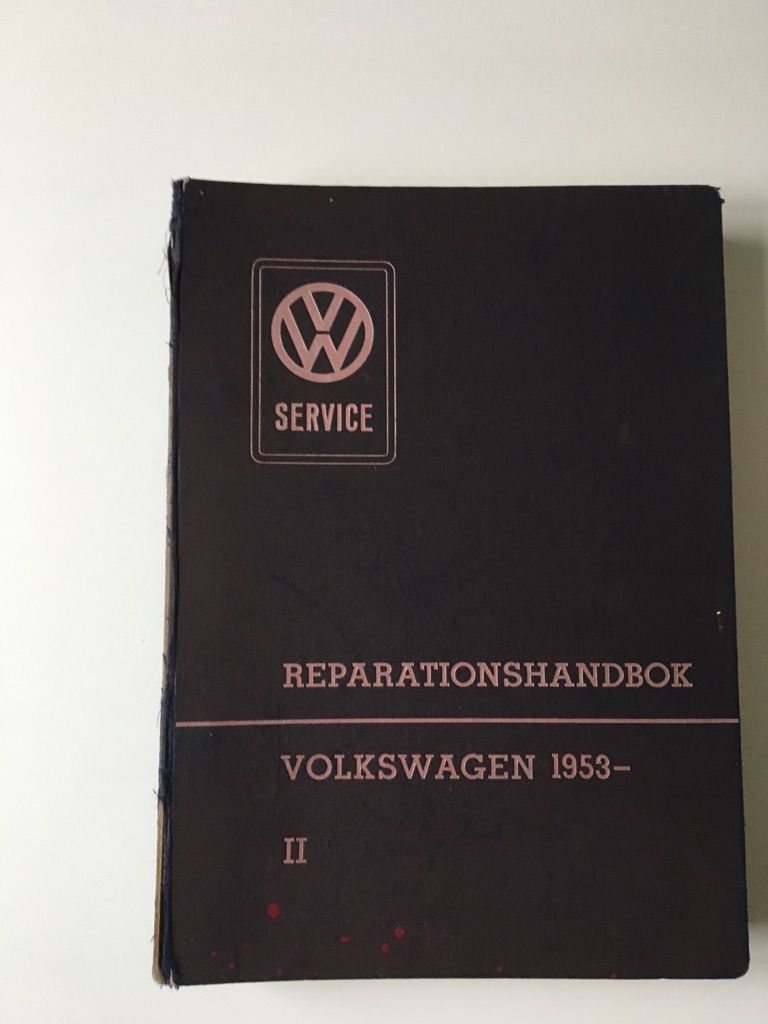 VW
SERVICE
REPARATIONSHANDBOK
VOLKSWAGEN 1953–
II